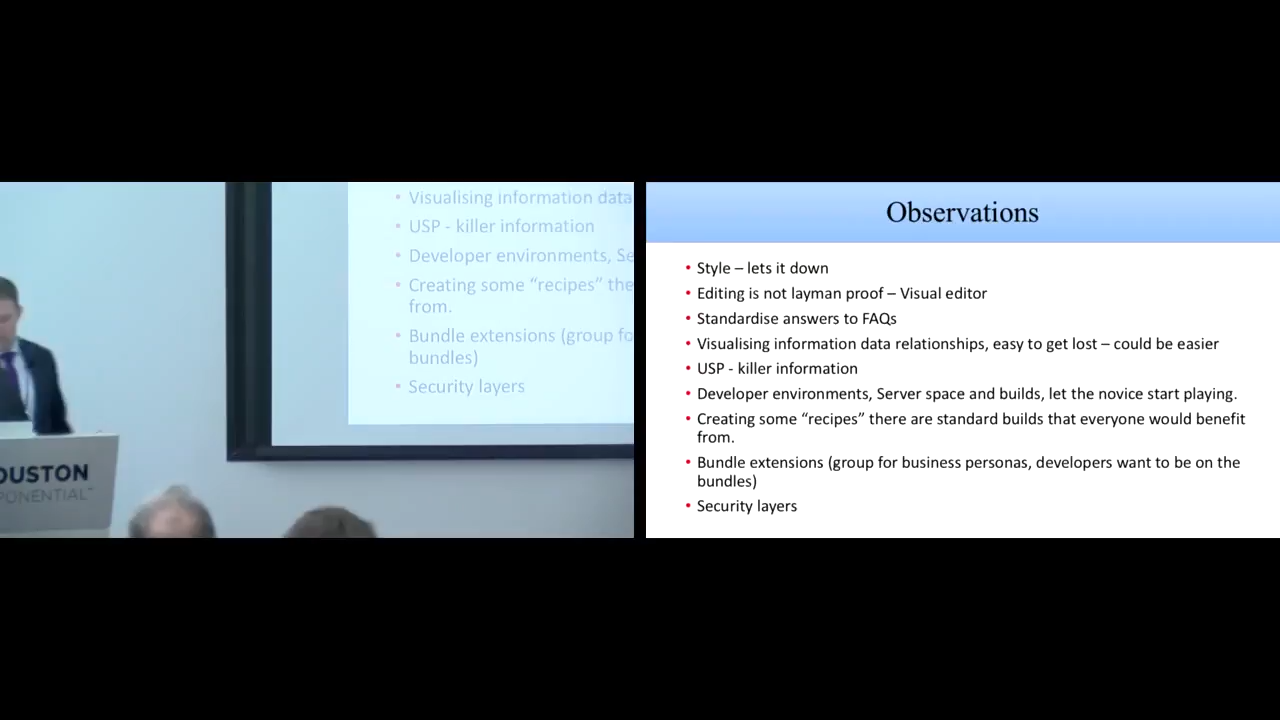 Visualising information data
USP - killer information
Developer environments, Se
Creating some “recipes” the
from.
Bundle extensions (group fo
bundles)
Security layers
OUSTON
PONENTIAL
Observations
Style – lets it down
Editing is not layman proof – Visual editor
Standardise answers to FAQs
Visualising information data relationships, easy to get lost – could be easier
USP - killer information
Developer environments, Server space and builds, let the novice start playing.
Creating some “recipes” there are standard builds that everyone would benefit
from.
Bundle extensions (group for business personas, developers want to be on the
bundles)
Security layers